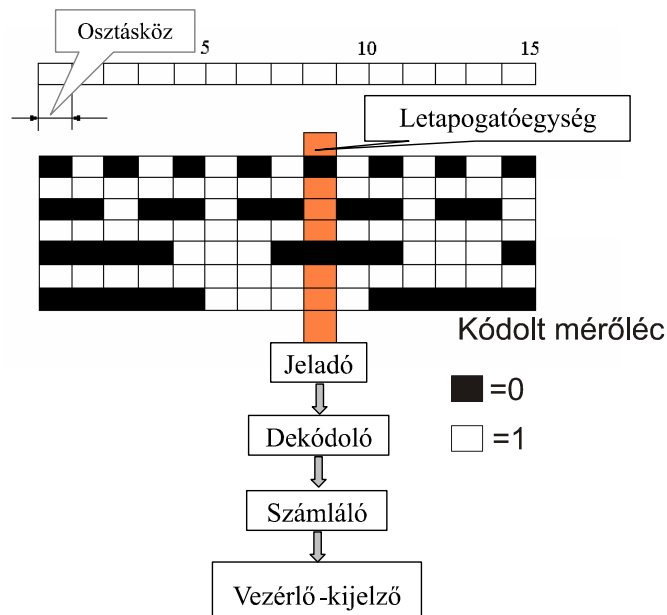 Osztásköz
5 10 15
Letapogatóegység
Kódolt mérőléc
Jeladó
=0
Dekódoló
=1
Számláló
Vezérlő-kijelző